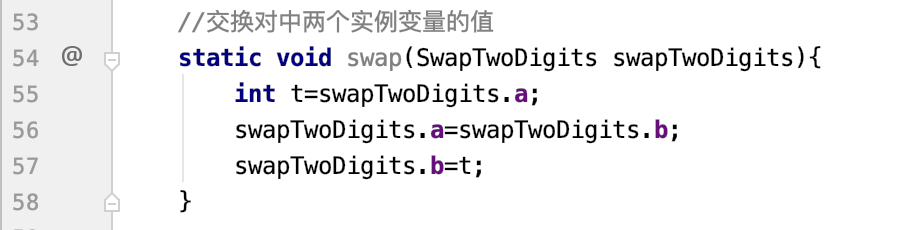 53 //交换对中两个实例变量的值
54 @ static void swap(SwapTwoDigits swapTwoDigits){
55 int t=swapTwoDigits.a;
56 swapTwoDigits.a=swapTwoDigits.b;
57 swapTwoDigits.b=t;
58 }